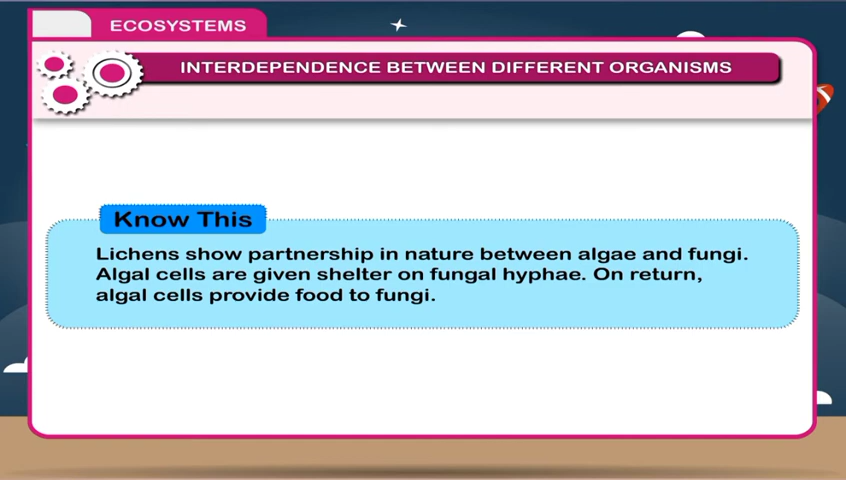 ECOSYSTEMS
INTERDEPENDENCE BETWEEN DIFFERENT ORGANISMS
Know This
Lichens show partnership in nature between algae and fungi.
Algal cells are given shelter on fungal hyphae. On return,
algal cells provide food to fungi.